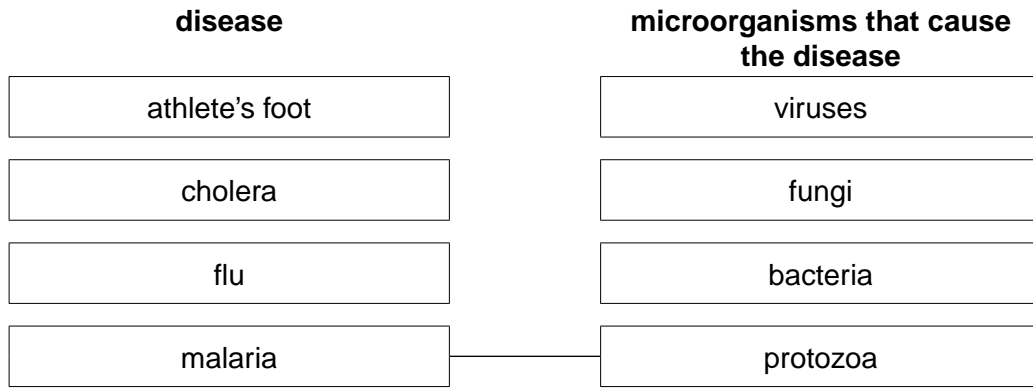 disease
microorganisms that cause
the disease
athlete’s foot
viruses
cholera
fungi
flu
bacteria
malaria
protozoa